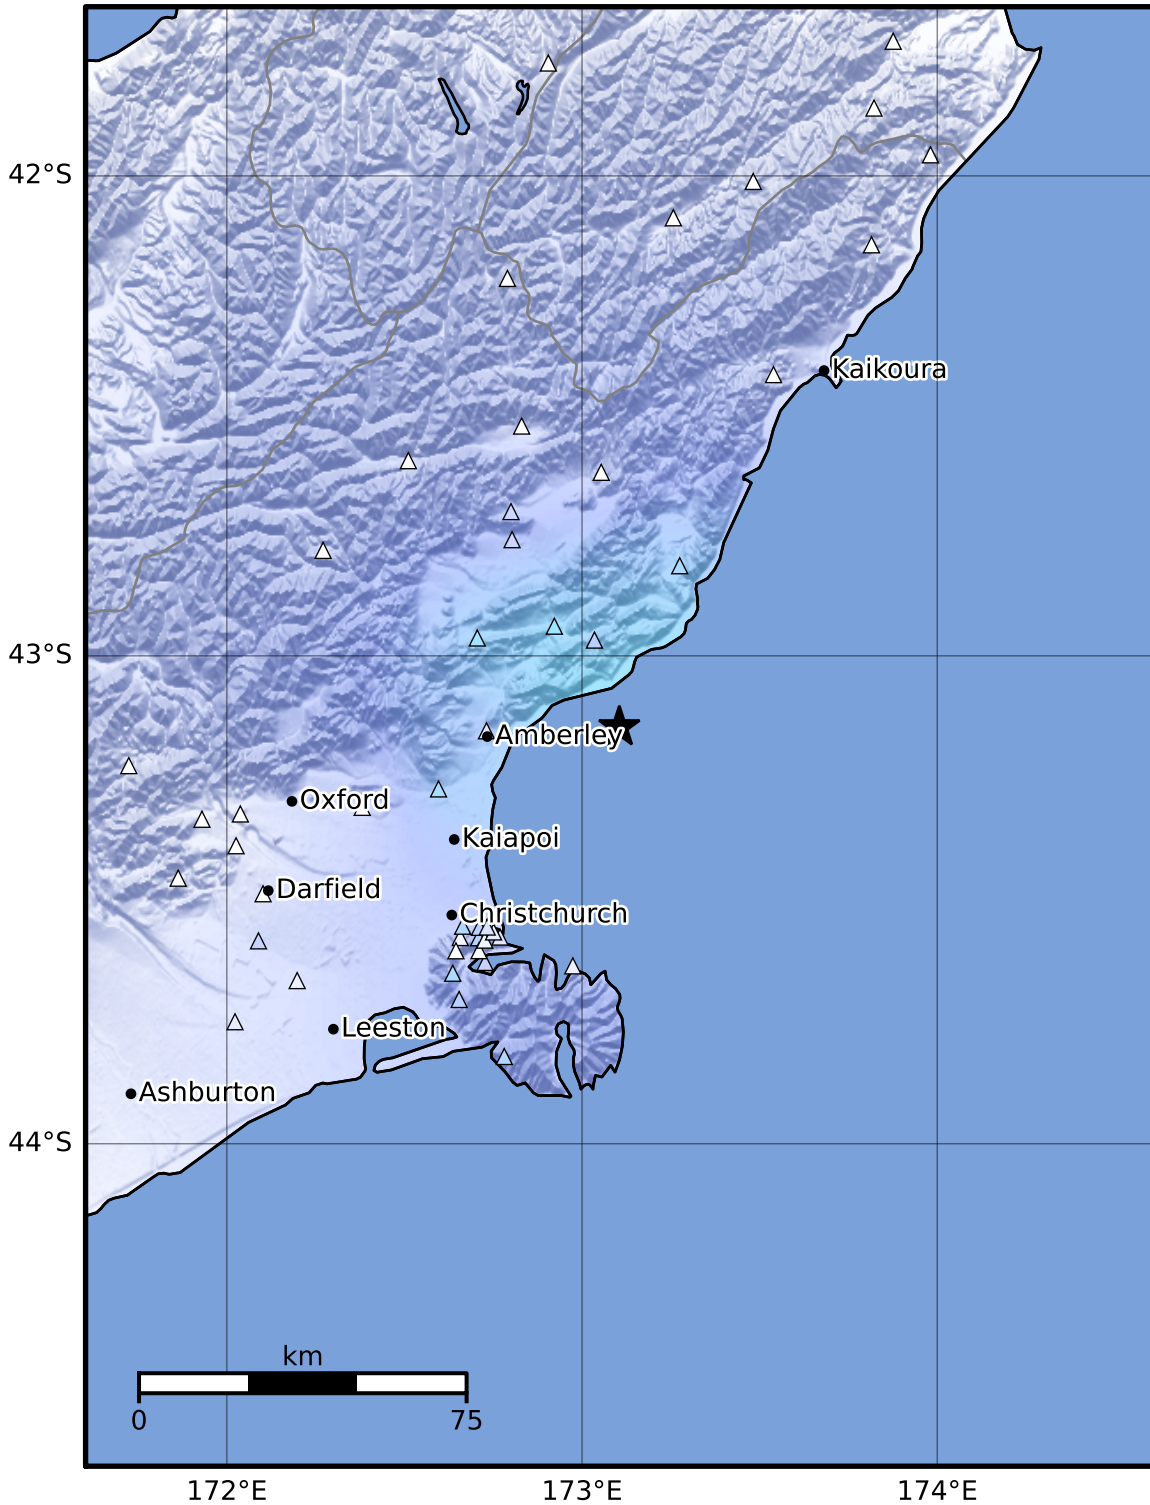 42°S
Kaikoura
43°S
Amberley
Oxford
Kaiapoi
Darfield
Christchurch
Leeston
Ashburton
44°S
km
0 75
172°E 173°E 174°E